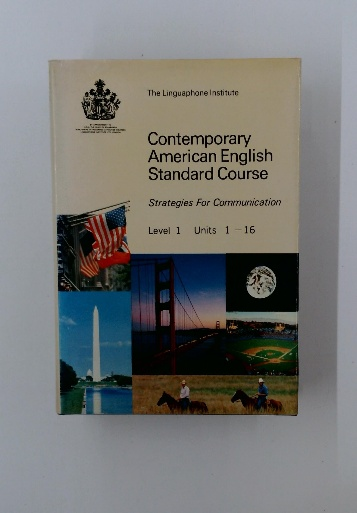 The Linguaphone Institute
Contemporary
American English
Standard Course
Strategies For Communication
Level 1 Units 1 - 16